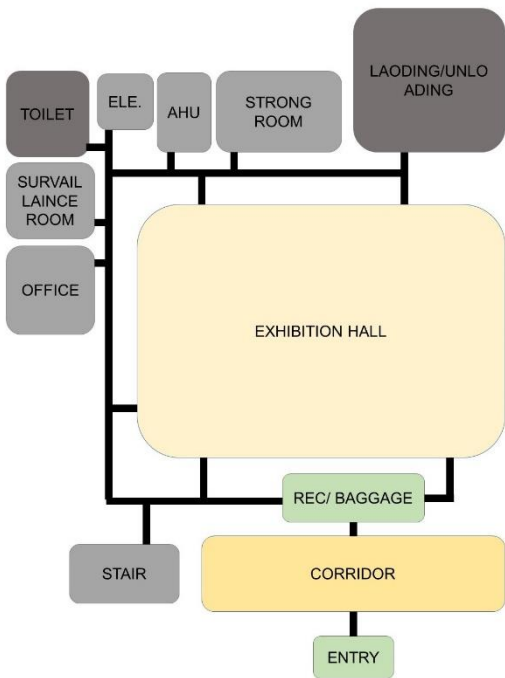 LAODING/UNLO
ADING
ELE.
STRONG
ROOM
TOILET
AHU
SURVAIL
LAINCE
ROOM
OFFICE
EXHIBITION HALL
REC/ BAGGAGE
STAIR
CORRIDOR
ENTRY